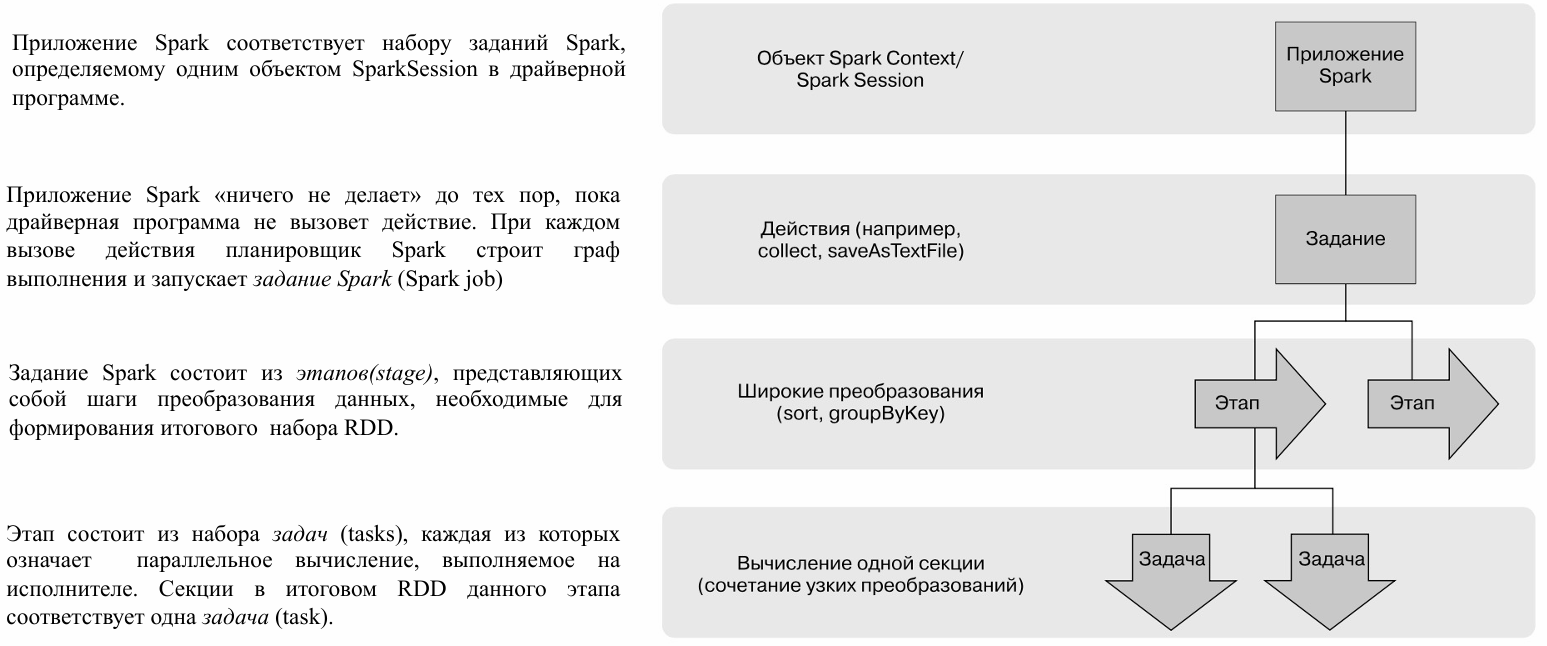 Приложение Spark соответствует набору заданий Spark,
определяемому одним объектом SparkSession в драйверной
программе.
Объект Spark Context/
Spark Session
Приложение
Spark
Приложение Spark «ничего не делает» до тех пор, пока
драйверная программа не вызовет действие. При каждом
вызове действия планировщик Spark строит граф
выполнения и запускает задание Spark (Spark job)
Действия (например,
collect, saveAsTextFile)
Задание
Задание Spark состоит из этапов(stage), представляющих
собой шаги преобразования данных, необходимые для
формирования итогового набора RDD.
Широкие преобразования
(sort, groupByKey)
Этап
Этап
Этап состоит из набора задач (tasks), каждая из которых
означает параллельное вычисление, выполняемое на
исполнителе. Секции в итоговом RDD данного этапа
соответствует одна задача (task).
Вычисление одной секции
(сочетание узких преобразований)
Задача
Задача